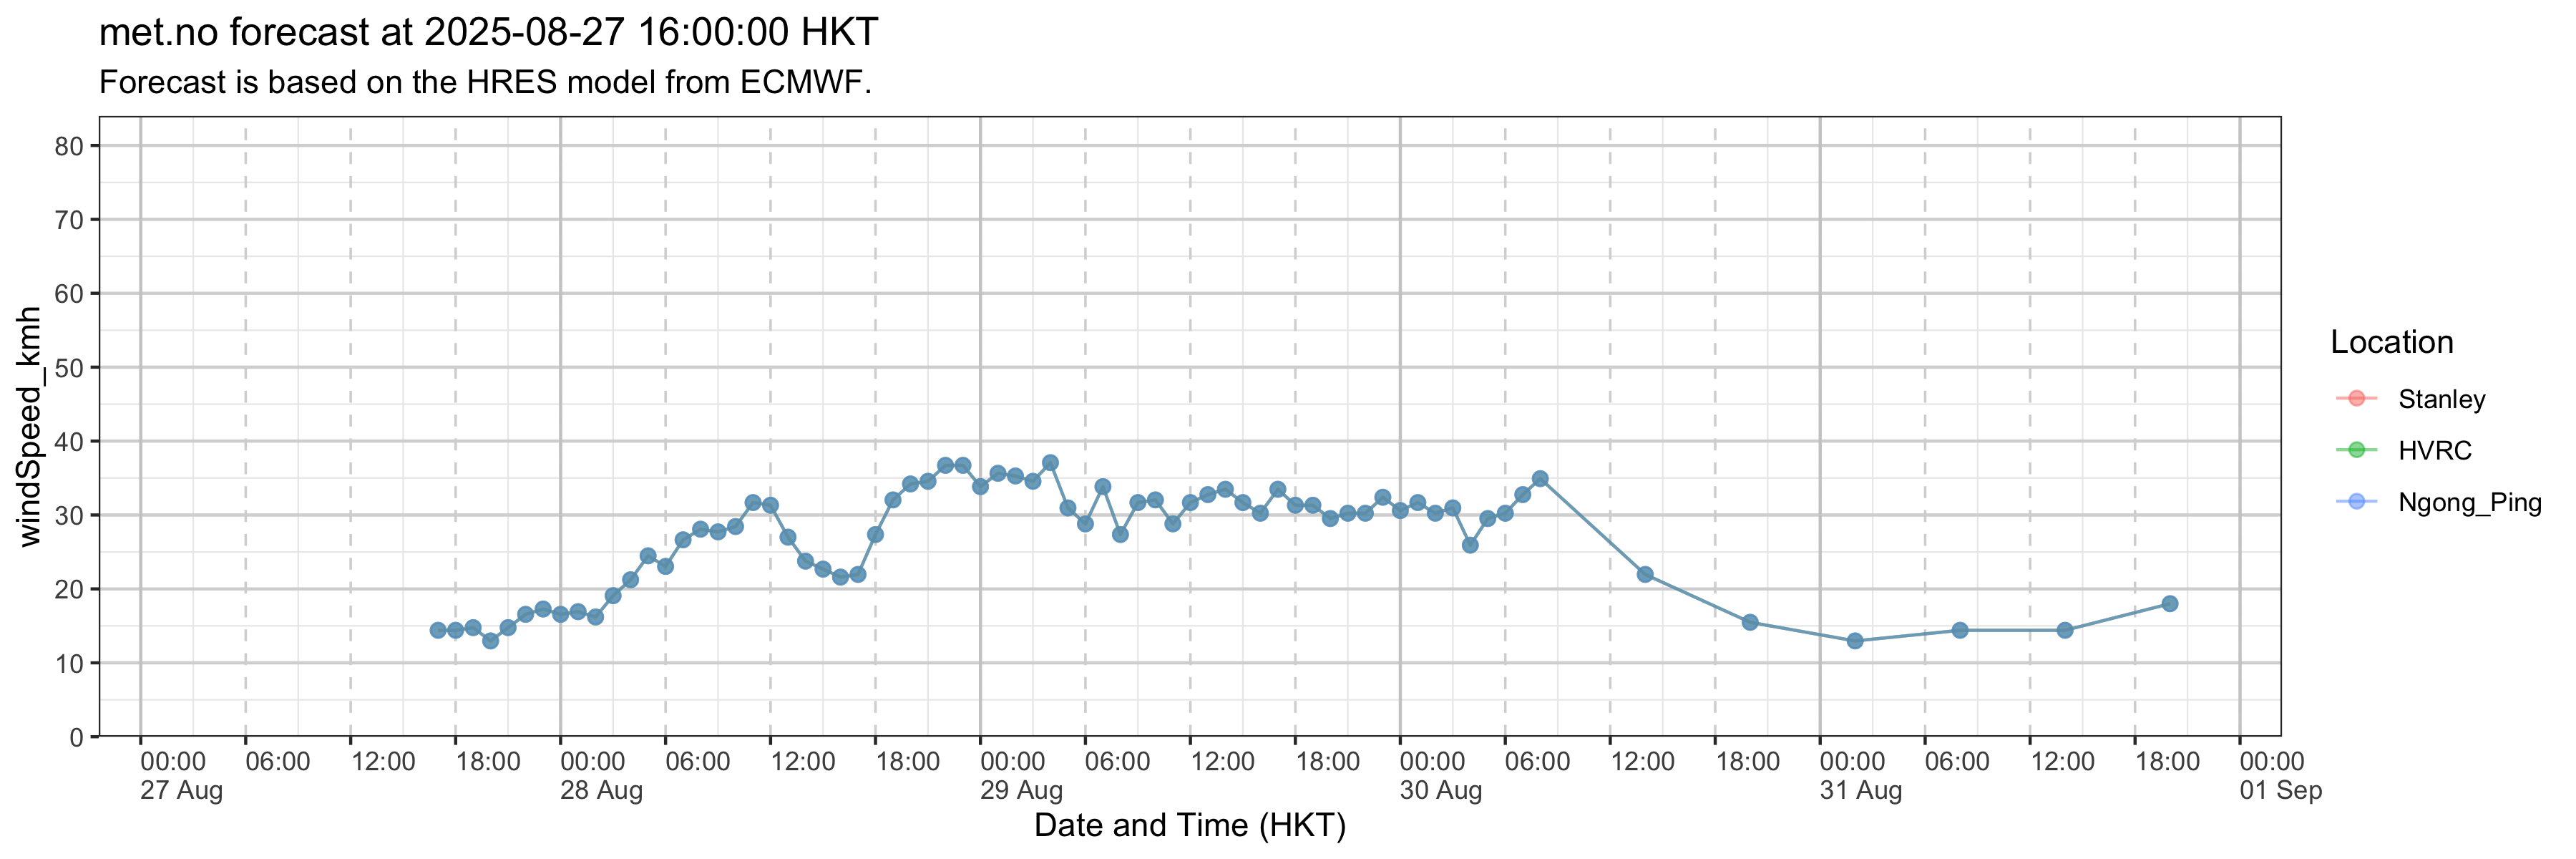 met.no forecast at 2025-08-27 16:00:00 HKT
Forecast is based on the HRES model from ECMWF.
windSpeed_kmh
80
70
60
50
40
30
20
10
0
00:00 06:00 12:00 18:00 00:00 06:00 12:00 18:00 00:00 06:00 12:00 18:00 00:00 06:00 12:00 18:00 00:00 06:00 12:00 18:00 00:00
27 Aug 28 Aug 29 Aug 30 Aug 31 Aug 01 Sep
Date and Time (HKT)
Location
Stanley
HVRC
Ngong_Ping